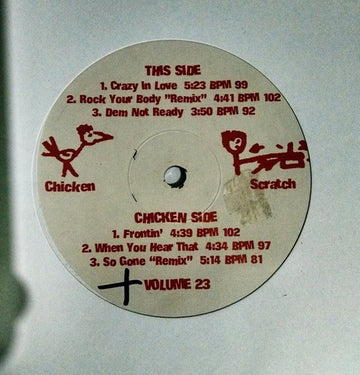 THIS SIDE
1. Crazy In Love 5:23 BPM 99
2. Rock Your Body "Remix" 4:41 BPM 102
3. Dem Not Ready 3:50 BPM 92
Chicken
Scratch
CHICKEN SIDE
1. Frontin' 4:39 BPM 102
2. When You Hear That 4:34 BPM 97
3. So Gone "Remix" 5:14 BPM 81
VOLUME 23